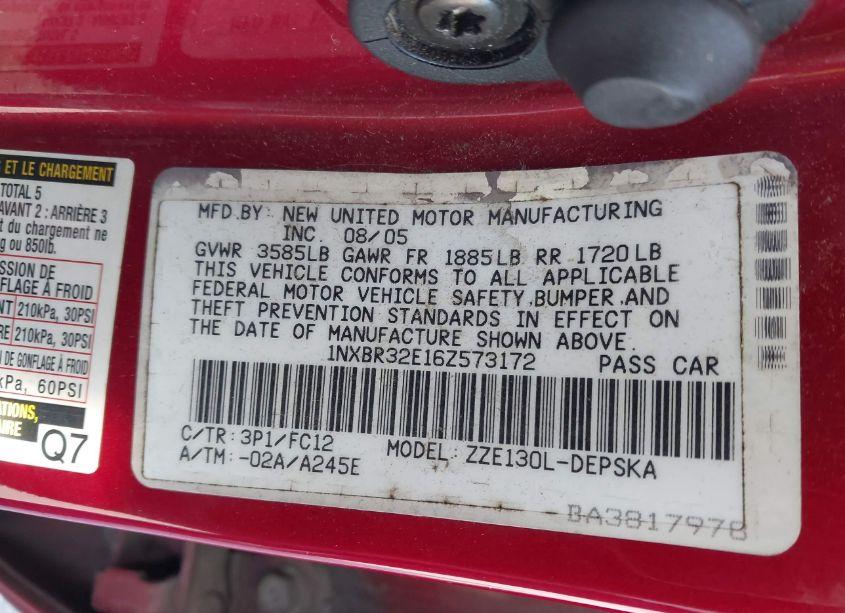 ET LE CHARGEMENT
TOTAL 5
AVANT 2 : ARRIÈRE 3
du chargement ne
ou 850lb.
SSION DE
FLAGE À FROID
210kPa, 30PSI
RE 210kPa, 30PSI
DE GONFLAGE À FROID
kPa, 60PSI
ATIONS,
AIRE
Q7
MFD.BY: NEW UNITED MOTOR MANUFACTURING
INC. 08/05
GVWR 3585LB GAWR FR 1885LB RR 1720LB
THIS VEHICLE CONFORMS TO ALL APPLICABLE
FEDERAL MOTOR VEHICLE SAFETY,BUMPER,AND
THEFT PREVENTION STANDARDS IN EFFECT ON
THE DATE OF MANUFACTURE SHOWN ABOVE.
1NXBR32E16Z573172 PASS CAR
C/TR: 3P1/FC12 MODEL: ZZE130L-DEPSKA
A/TM: -02A/A245E
BA3817978